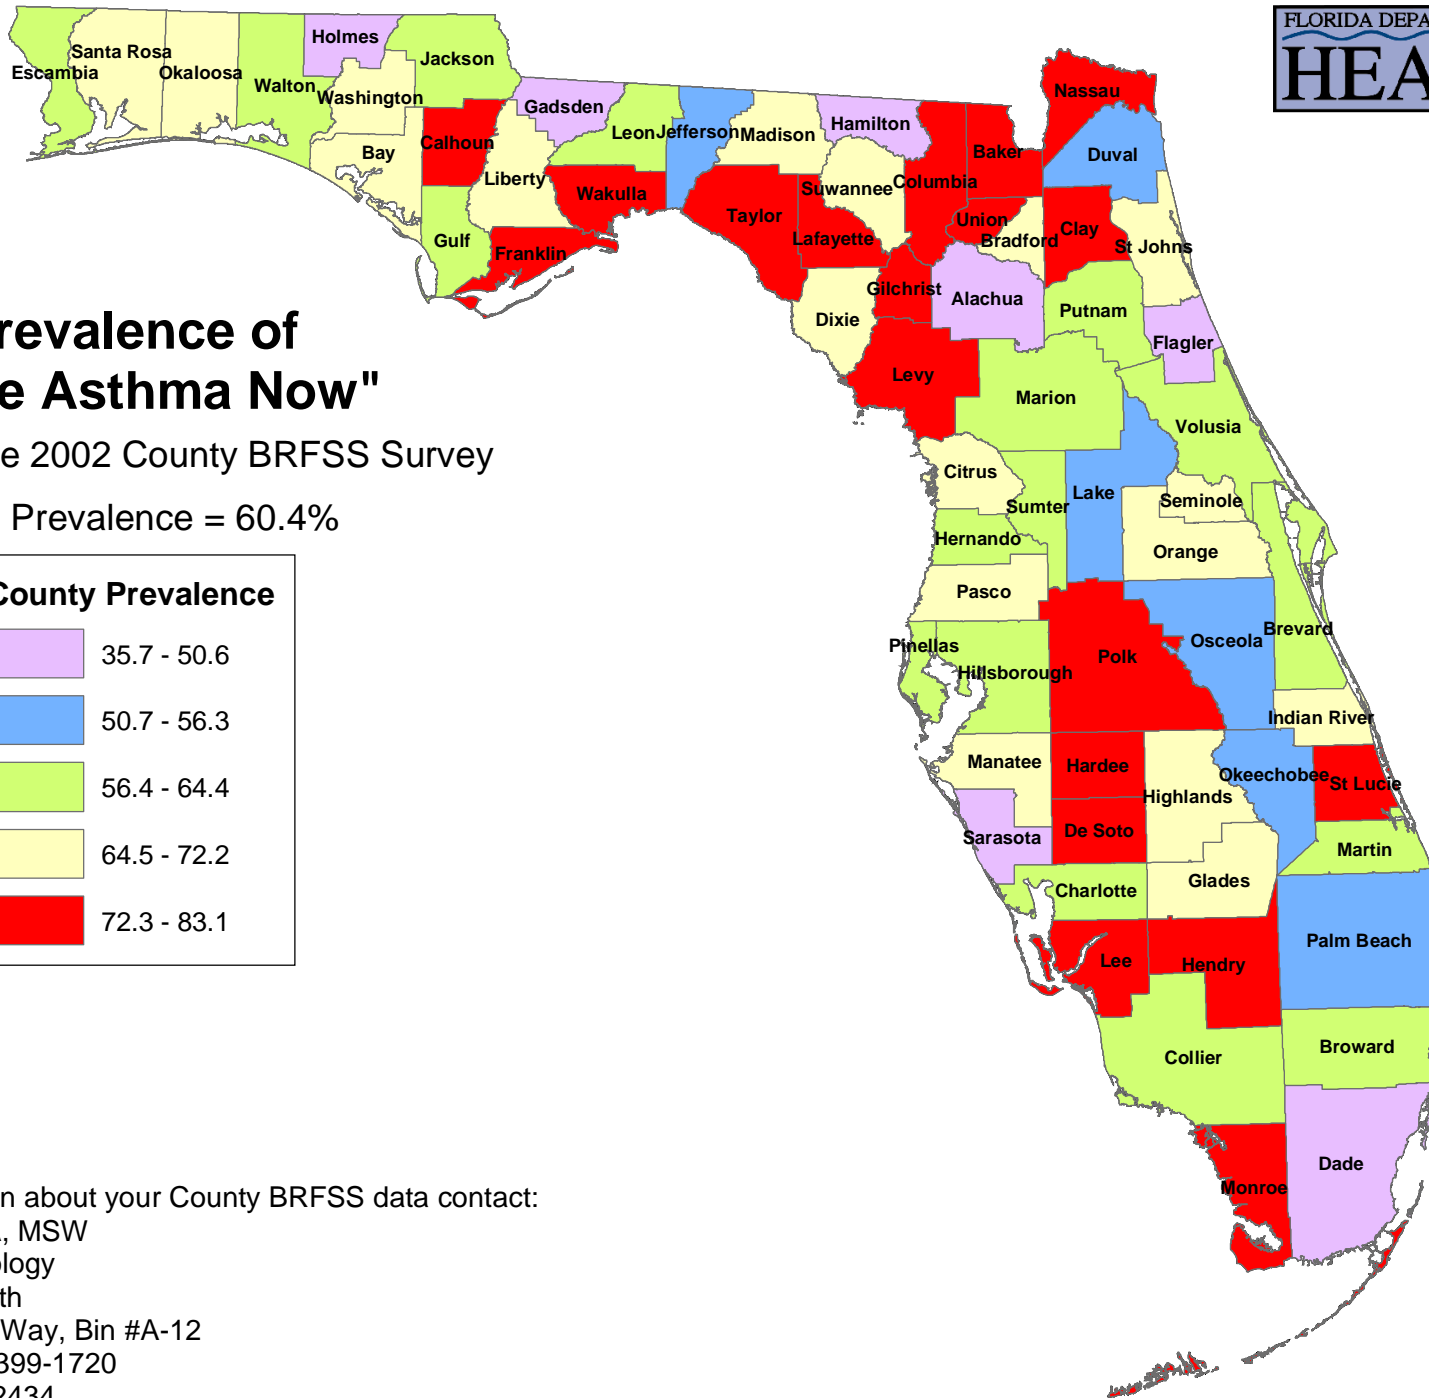 FLORIDA DEPA
HEA
Holmes
Santa Rosa
Jackson
Escambia
Okaloosa
Walton
Washington
Gadsden
Leon
Jefferson
Madison
Hamilton
Nassau
Calhoun
Bay
Baker
Duval
Liberty
Wakulla
Suwannee
Columbia
Taylor
Union
Clay
Lafayette
Bradford
St Johns
Gulf
Franklin
Gilchrist
Alachua
Putnam
Dixie
Flagler
revalence of
e Asthma Now"
e 2002 County BRFSS Survey
Prevalence = 60.4%
County Prevalence
35.7 - 50.6
50.7 - 56.3
56.4 - 64.4
64.5 - 72.2
72.3 - 83.1
Levy
Marion
Volusia
Citrus
Lake
Seminole
Sumter
Hernando
Orange
Pasco
Brevard
Osceola
Pinellas
Polk
Hillsborough
Indian River
Manatee
Hardee
Okeechobee
St Lucie
Highlands
Sarasota
De Soto
Martin
Glades
Charlotte
Palm Beach
Lee
Hendry
Broward
Collier
Dade
Monroe
n about your County BRFSS data contact:
, MSW
ology
th
Way, Bin #A-12
399-1720
2434